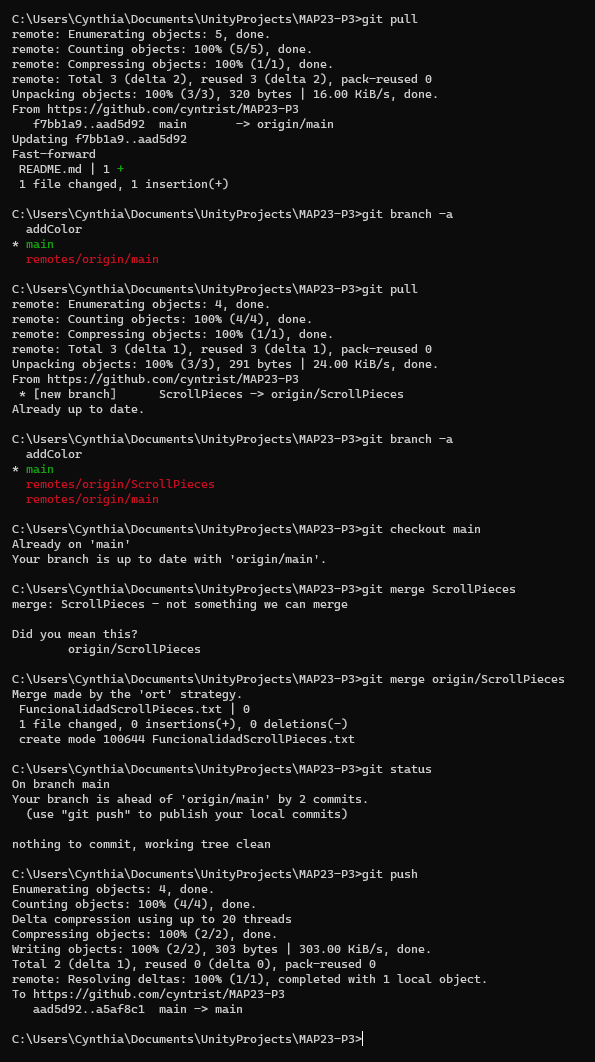 C:\Users\Cynthia\Documents\UnityProjects\MAP23-P3>git pull
remote: Enumerating objects: 5, done.
remote: Counting objects: 100% (5/5), done.
remote: Compressing objects: 100% (1/1), done.
remote: Total 3 (delta 2), reused 3 (delta 2), pack-reused 0
Unpacking objects: 100% (3/3), 320 bytes | 16.00 KiB/s, done.
From https://github.com/cyntrist/MAP23-P3
   f7bb1a9..aad5d92  main       -> origin/main
Updating f7bb1a9..aad5d92
Fast-forward
 README.md | 1 +
 1 file changed, 1 insertion(+)

C:\Users\Cynthia\Documents\UnityProjects\MAP23-P3>git branch -a
  addColor
* main
  remotes/origin/main

C:\Users\Cynthia\Documents\UnityProjects\MAP23-P3>git pull
remote: Enumerating objects: 4, done.
remote: Counting objects: 100% (4/4), done.
remote: Compressing objects: 100% (1/1), done.
remote: Total 3 (delta 1), reused 3 (delta 1), pack-reused 0
Unpacking objects: 100% (3/3), 291 bytes | 24.00 KiB/s, done.
From https://github.com/cyntrist/MAP23-P3
 * [new branch]      ScrollPieces -> origin/ScrollPieces
Already up to date.

C:\Users\Cynthia\Documents\UnityProjects\MAP23-P3>git branch -a
  addColor
* main
  remotes/origin/ScrollPieces
  remotes/origin/main

C:\Users\Cynthia\Documents\UnityProjects\MAP23-P3>git checkout main
Already on 'main'
Your branch is up to date with 'origin/main'.

C:\Users\Cynthia\Documents\UnityProjects\MAP23-P3>git merge ScrollPieces
merge: ScrollPieces - not something we can merge

Did you mean this?
        origin/ScrollPieces

C:\Users\Cynthia\Documents\UnityProjects\MAP23-P3>git merge origin/ScrollPieces
Merge made by the 'ort' strategy.
 FuncionalidadScrollPieces.txt | 0
 1 file changed, 0 insertions(+), 0 deletions(-)
 create mode 100644 FuncionalidadScrollPieces.txt

C:\Users\Cynthia\Documents\UnityProjects\MAP23-P3>git status
On branch main
Your branch is ahead of 'origin/main' by 2 commits.
  (use "git push" to publish your local commits)

nothing to commit, working tree clean

C:\Users\Cynthia\Documents\UnityProjects\MAP23-P3>git push
Enumerating objects: 4, done.
Counting objects: 100% (4/4), done.
Delta compression using up to 20 threads
Compressing objects: 100% (2/2), done.
Writing objects: 100% (2/2), 303 bytes | 303.00 KiB/s, done.
Total 2 (delta 1), reused 0 (delta 0), pack-reused 0
remote: Resolving deltas: 100% (1/1), completed with 1 local object.
To https://github.com/cyntrist/MAP23-P3
   aad5d92..a5af8c1  main -> main

C:\Users\Cynthia\Documents\UnityProjects\MAP23-P3>